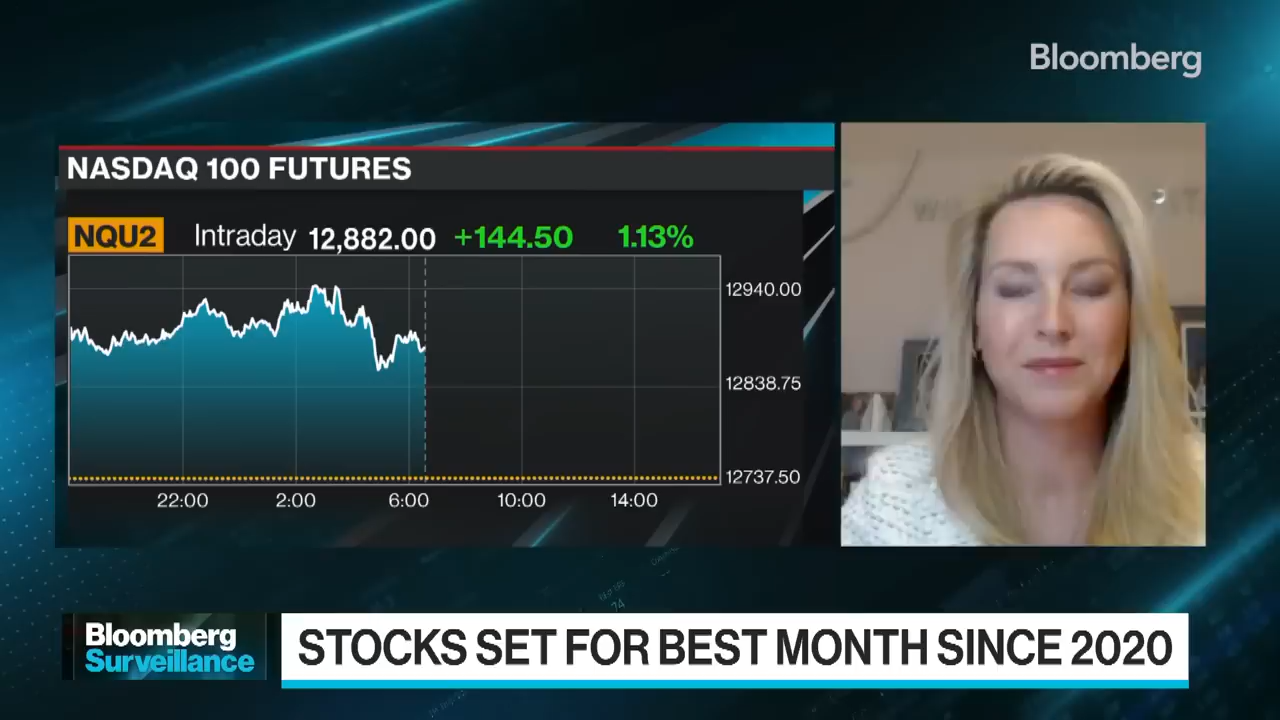 Bloomberg
NASDAQ 100 FUTURES
NQU2 Intraday 12,882.00 +144.50 1.13%
12940.00
12838.75
12737.50
22:00 2:00 6:00 10:00 14:00
Bloomberg
Surveillance
STOCKS SET FOR BEST MONTH SINCE 2020